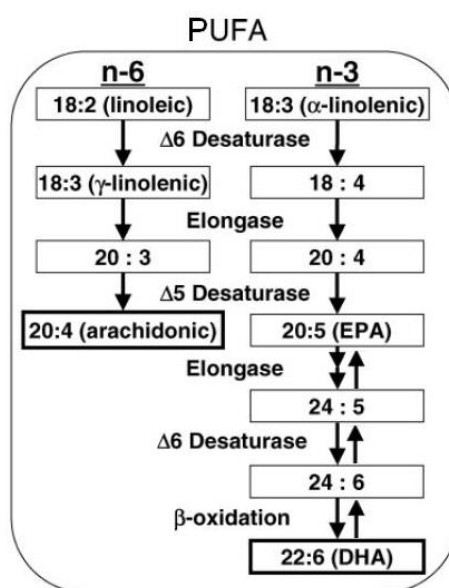 PUFA
n-6 n-3
18:2 (linoleic) 18:3 (α-linolenic)
Δ6 Desaturase
18:3 (γ-linolenic) 18 : 4
Elongase
20 : 3 20 : 4
Δ5 Desaturase
20:4 (arachidonic) 20:5 (EPA)
Elongase
24 : 5
Δ6 Desaturase
24 : 6
β-oxidation
22:6 (DHA)